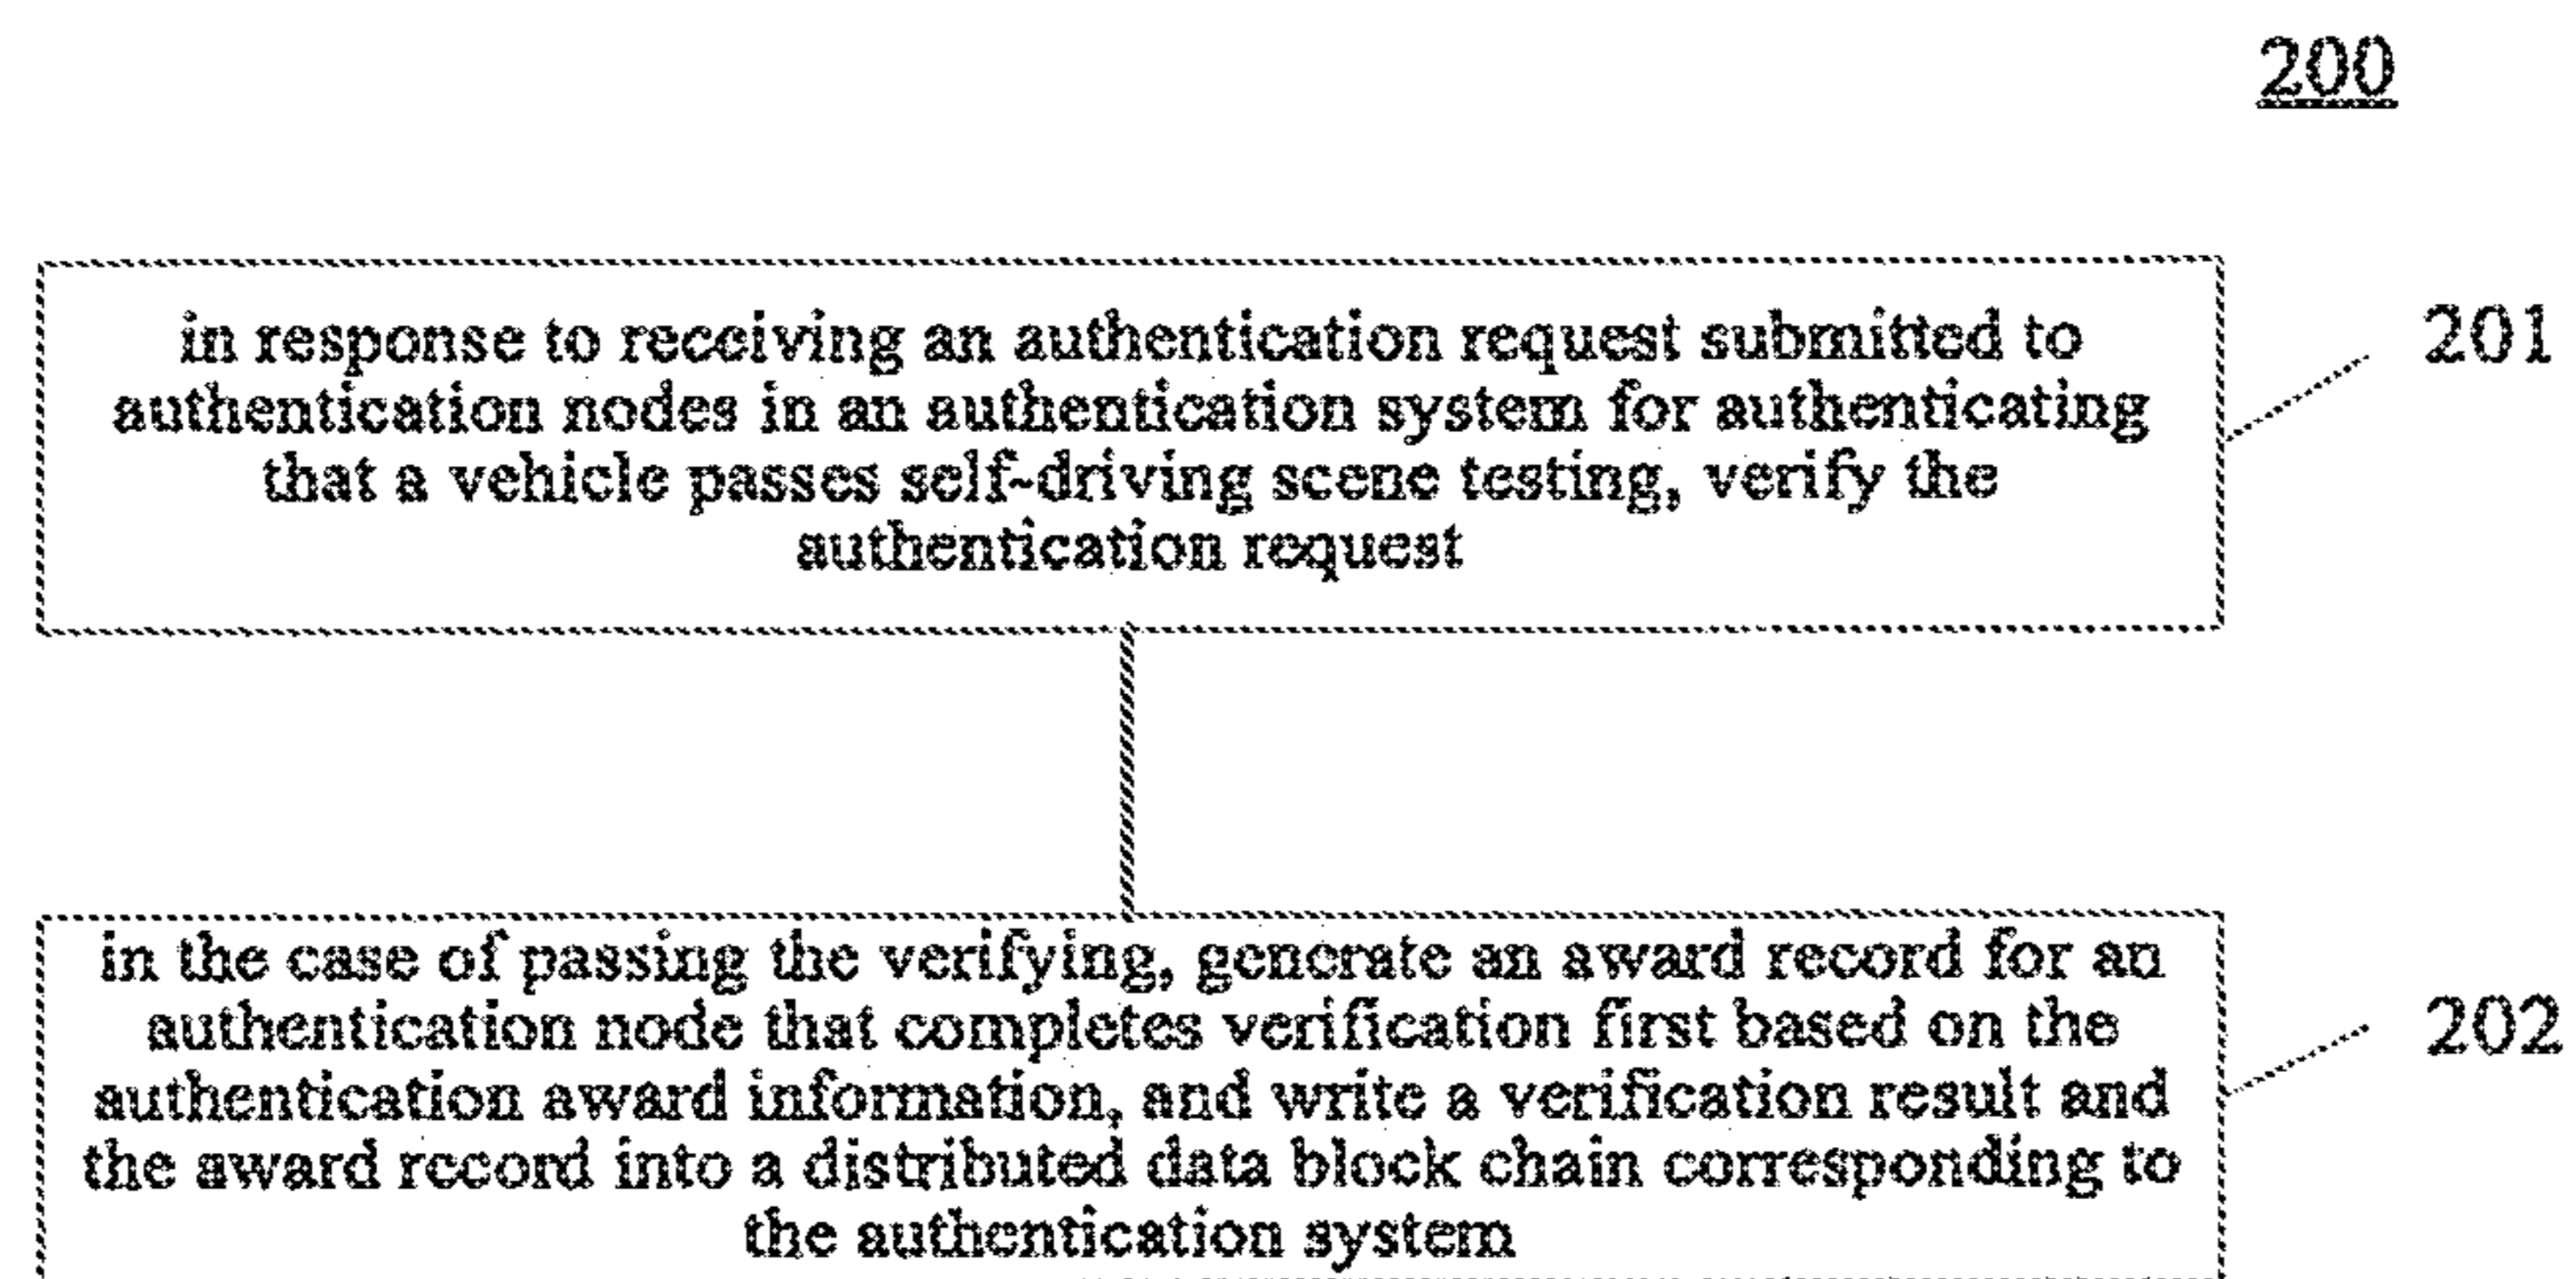 200
in response to receiving an authentication request submitted to
authentication nodes in an authentication system for authenticating
that a vehicle passes self-driving scene testing, verify the
authentication request
201
in the case of passing the verifying, generate an award record for an
authentication node that completes verification first based on the
authentication award information, and write a verification result and
the award record into a distributed data block chain corresponding to
the authentication system
202